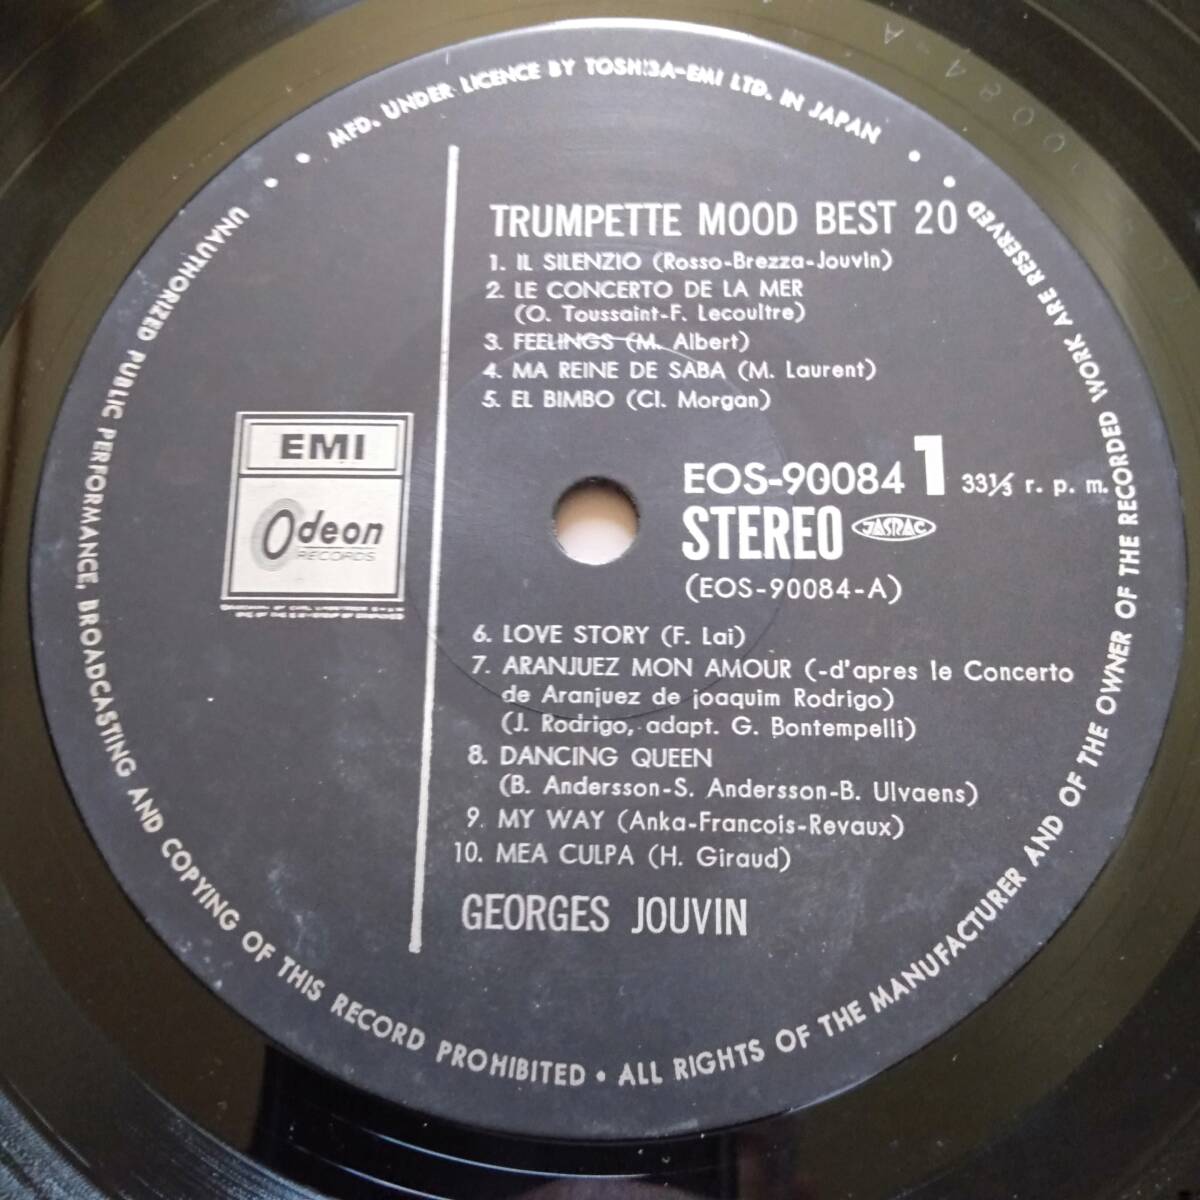 MFD. UNDER LICENCE BY TOSHIBA-EMI LTD. IN JAPAN
TRUMPETTE MOOD BEST 20
1. IL SILENZIO (Rosso-Brezza-Jouvin)
2. LE CONCERTO DE LA MER
(O. Toussaint-F. Lecoultre)
3. FEELINGS (M. Albert)
4. MA REINE DE SABA (M. Laurent)
5. EL BIMBO (Cl. Morgan)
EMI
Odeon
RECORDS
EOS-90084 1 33⅓ r. p. m.
STEREO JASRAC
(EOS-90084-A)
6. LOVE STORY (F. Lai)
7. ARANJUEZ MON AMOUR (-d'apres le Concerto
de Aranjuez de joaquim Rodrigo)
(J. Rodrigo, adapt. G. Bontempelli)
8. DANCING QUEEN
(B. Andersson-S. Andersson-B. Ulvaens)
9. MY WAY (Anka-Francois-Revaux)
10. MEA CULPA (H. Giraud)
GEORGES JOUVIN
UNAUTHORIZED PUBLIC PERFORMANCE, BROADCASTING AND COPYING OF THIS RECORD PROHIBITED • ALL RIGHTS OF THE MANUFACTURER AND OF THE OWNER OF THE RECORDED WORK ARE RESERVED